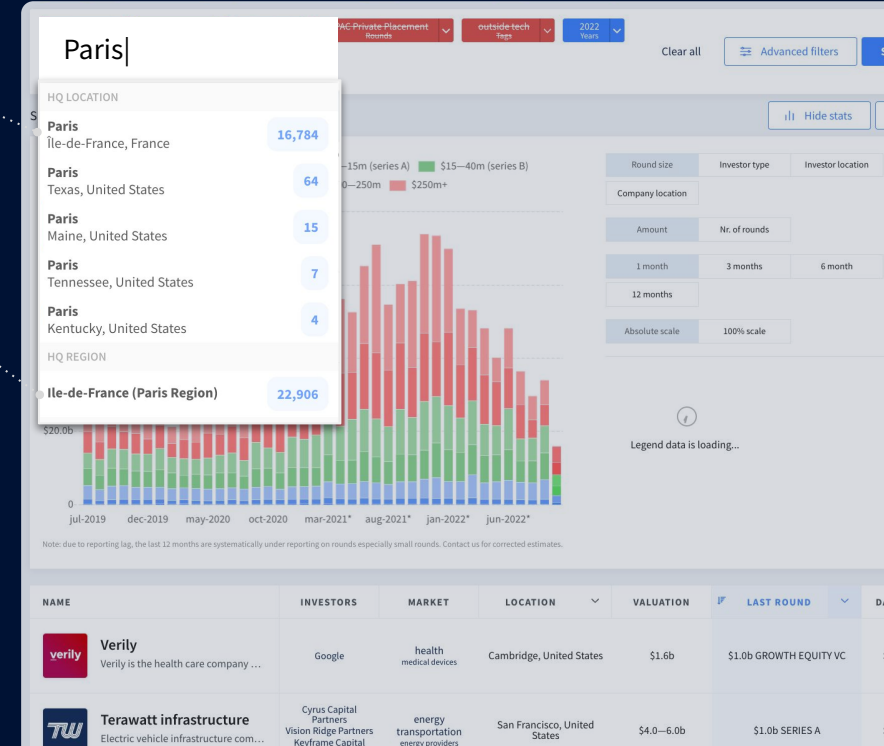 PAC Private Placement
Rounds
outside tech
Tags
2022
Years
Paris
Clear all
Advanced filters
HQ LOCATION
Hide stats
Paris
Île-de-France, France
16,784
Paris
Texas, United States
64
Paris
Maine, United States
15
Paris
Tennessee, United States
7
Paris
Kentucky, United States
4
HQ REGION
Ile-de-France (Paris Region)
22,906
—15m (series A)
$15—40m (series B)
0—250m
$250m+
Round size
Investor type
Investor location
Company location
Amount
Nr. of rounds
1 month
3 months
6 month
12 months
Absolute scale
100% scale
Legend data is loading...
$20.0b
0
jul-2019 dec-2019 may-2020 oct-2020 mar-2021* aug-2021* jan-2022* jun-2022*
Note: due to reporting lag, the last 12 months are systematically under reporting on rounds especially small rounds. Contact us for corrected estimates.
NAME INVESTORS MARKET LOCATION VALUATION LAST ROUND
verily
Verily
Verily is the health care company ...
Google
health
medical devices
Cambridge, United States
$1.6b
$1.0b GROWTH EQUITY VC
TW
Terawatt infrastructure
Electric vehicle infrastructure com...
Cyrus Capital
Partners
Vision Ridge Partners
Keyframe Capital
energy
transportation
energy providers
San Francisco, United
States
$4.0—6.0b
$1.0b SERIES A